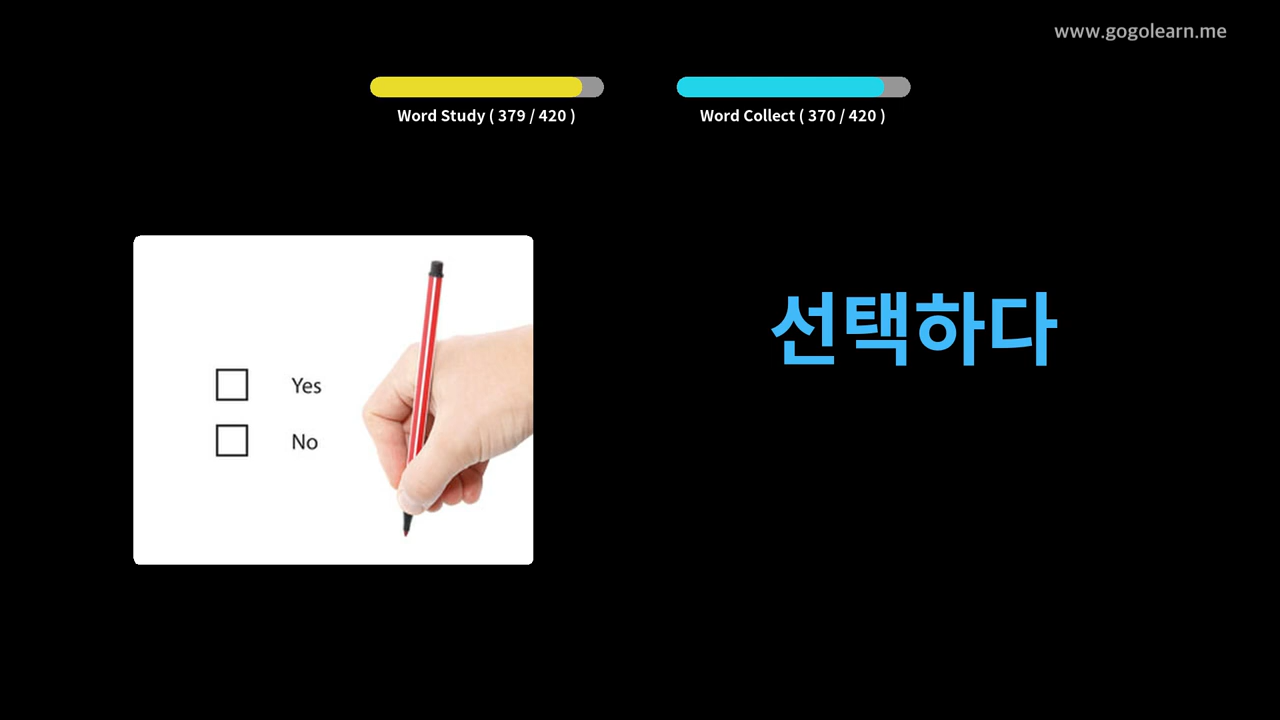 www.gogolearn.me
Word Study ( 379 / 420 )
Word Collect ( 370 / 420 )
Yes
No
선택하다